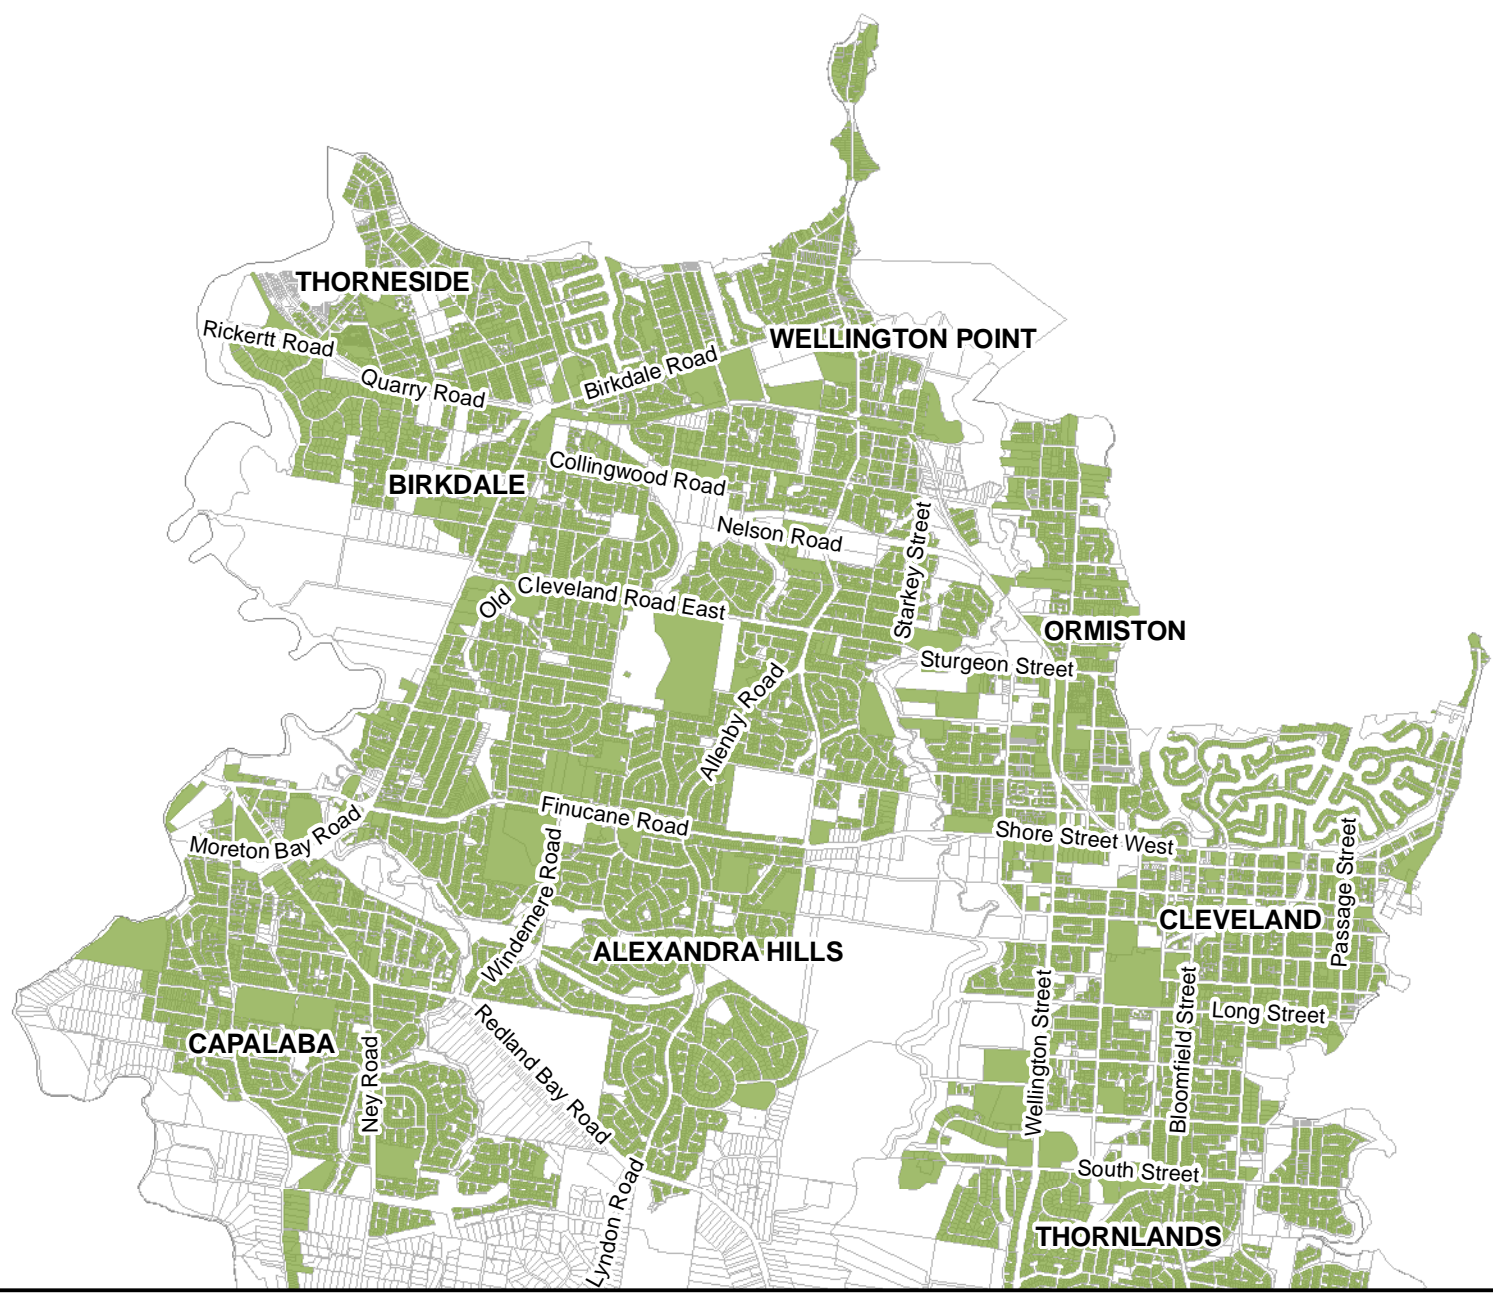 THORNESIDE
Rickertt Road
WELLINGTON POINT
Quarry Road
Birkdale Road
BIRKDALE
Collingwood Road
Nelson Road
Starkey Street
Old Cleveland Road East
ORMISTON
Sturgeon Street
Allenby Road
Finucane Road
Moreton Bay Road
Shore Street West
Windemere Road
Passage Street
CLEVELAND
ALEXANDRA HILLS
Long Street
CAPALABA
Redland Bay Road
Ney Road
Wellington Street
Bloomfield Street
South Street
Lyndon Road
THORNLANDS